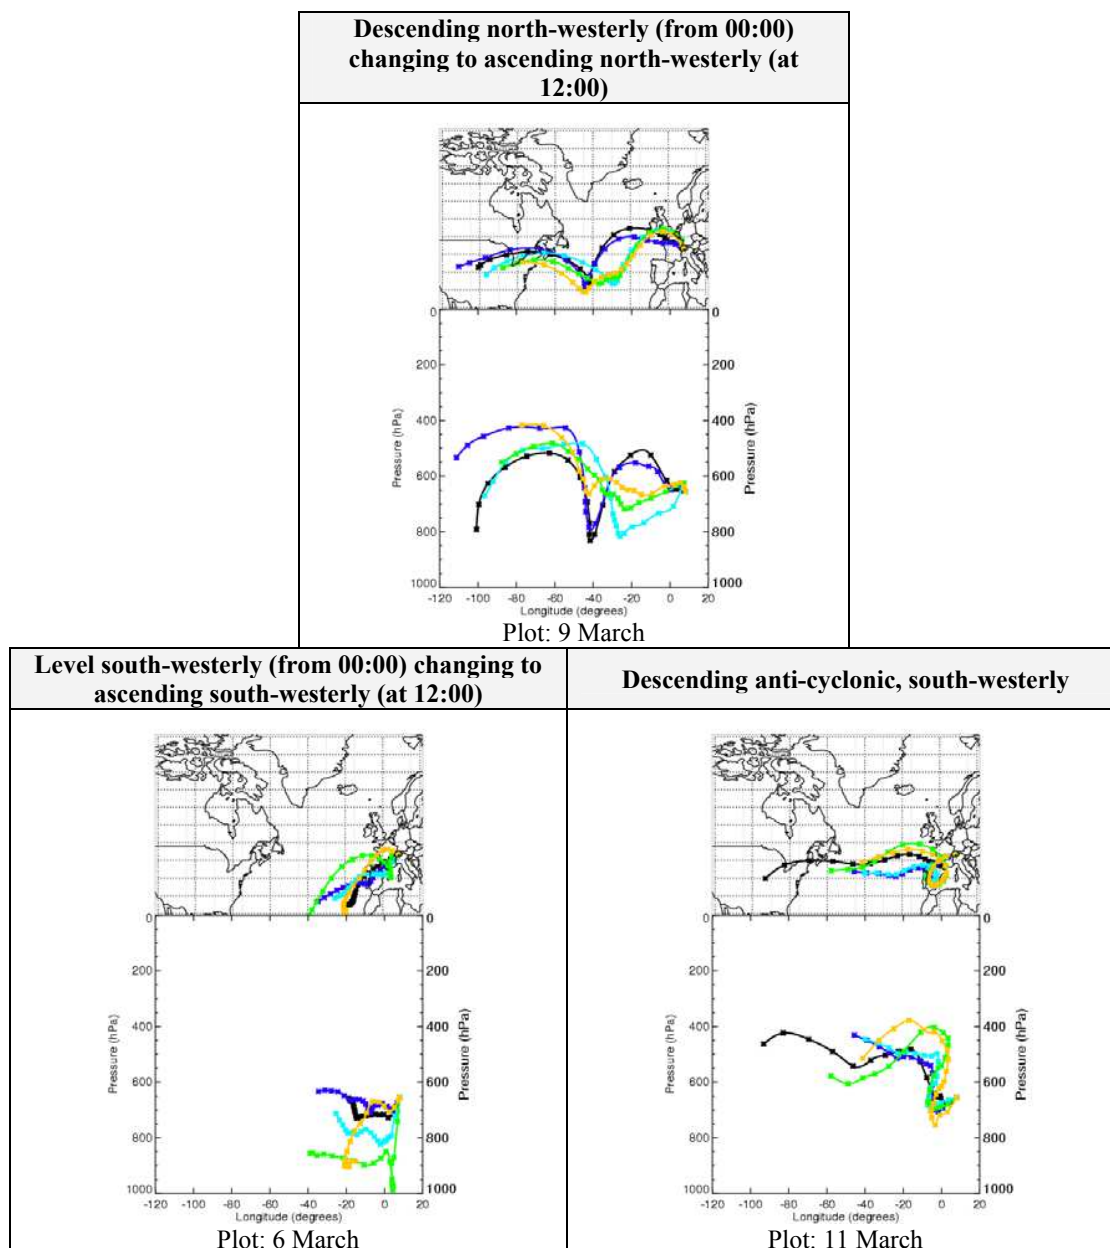 Descending north-westerly (from 00:00)
changing to ascending north-westerly (at
12:00)
0 0
200 200
400 400
600 600
800 800
1000 1000
Pressure (hPa)
Pressure (hPa)
-120 -100 -80 -60 -40 -20 0 20
Longitude (degrees)
Plot: 9 March
Level south-westerly (from 00:00) changing to
ascending south-westerly (at 12:00)
0 0
200 200
400 400
600 600
800 800
1000 1000
Pressure (hPa)
Pressure (hPa)
-120 -100 -80 -60 -40 -20 0 20
Longitude (degrees)
Plot: 6 March
Descending anti-cyclonic, south-westerly
0 0
200 200
400 400
600 600
800 800
1000 1000
Pressure (hPa)
Pressure (hPa)
-120 -100 -80 -60 -40 -20 0 20
Longitude (degrees)
Plot: 11 March